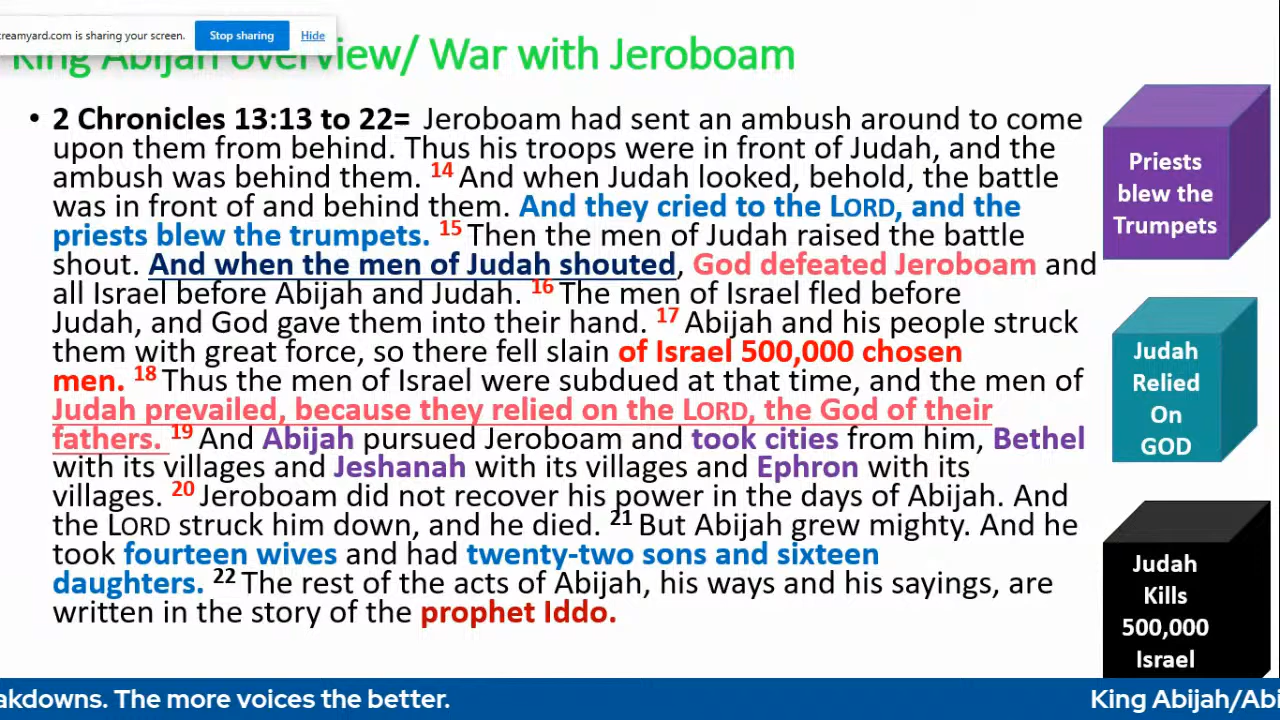 creamyard.com is sharing your screen. Stop sharing Hide
King Abijah overview/ War with Jeroboam
• 2 Chronicles 13:13 to 22= Jeroboam had sent an ambush around to come
upon them from behind. Thus his troops were in front of Judah, and the
ambush was behind them. 14 And when Judah looked, behold, the battle
was in front of and behind them. And they cried to the LORD, and the
priests blew the trumpets. 15 Then the men of Judah raised the battle
shout. And when the men of Judah shouted, God defeated Jeroboam and
all Israel before Abijah and Judah. 16 The men of Israel fled before
Judah, and God gave them into their hand. 17 Abijah and his people struck
them with great force, so there fell slain of Israel 500,000 chosen
men. 18 Thus the men of Israel were subdued at that time, and the men of
Judah prevailed, because they relied on the LORD, the God of their
fathers. 19 And Abijah pursued Jeroboam and took cities from him, Bethel
with its villages and Jeshanah with its villages and Ephron with its
villages. 20 Jeroboam did not recover his power in the days of Abijah. And
the LORD struck him down, and he died. 21 But Abijah grew mighty. And he
took fourteen wives and had twenty-two sons and sixteen
daughters. 22 The rest of the acts of Abijah, his ways and his sayings, are
written in the story of the prophet Iddo.
Priests
blew the
Trumpets
Judah
Relied
On
GOD
Judah
Kills
500,000
Israel
akdowns. The more voices the better. King Abijah/Abi